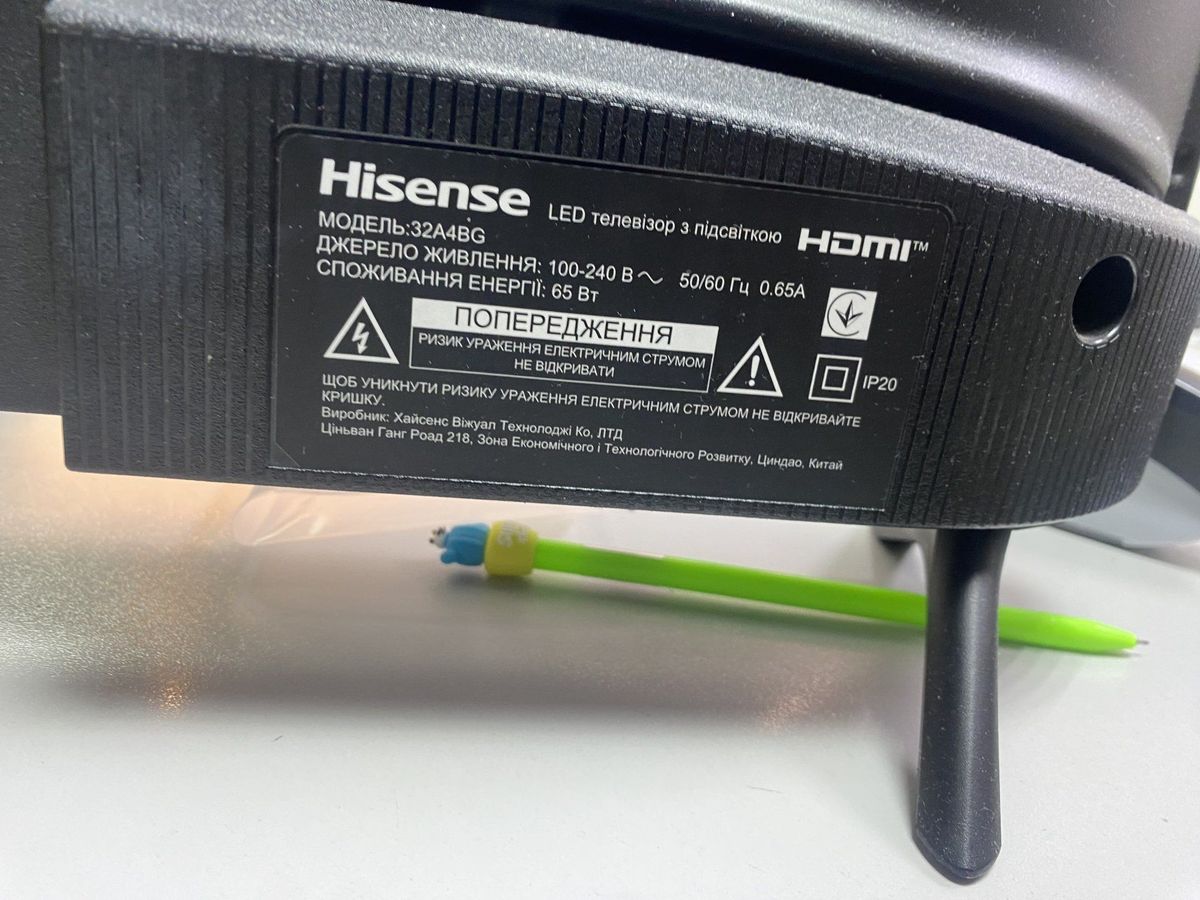 Hisense LED телевізор з підсвіткою HDMI™
МОДЕЛЬ:32A4BG
ДЖЕРЕЛО ЖИВЛЕННЯ: 100-240 В ~ 50/60 Гц 0.65A
СПОЖИВАННЯ ЕНЕРГІЇ: 65 Вт
ПОПЕРЕДЖЕННЯ
РИЗИК УРАЖЕННЯ ЕЛЕКТРИЧНИМ СТРУМОМ
НЕ ВІДКРИВАТИ
IP20
ЩОБ УНИКНУТИ РИЗИКУ УРАЖЕННЯ ЕЛЕКТРИЧНИМ СТРУМОМ НЕ ВІДКРИВАЙТЕ
КРИШКУ.
Виробник: Хайсенс Віжуал Технолоджі Ко, ЛТД
Ціньван Ганг Роад 218, Зона Економічного і Технологічного Розвитку, Циндао, Китай